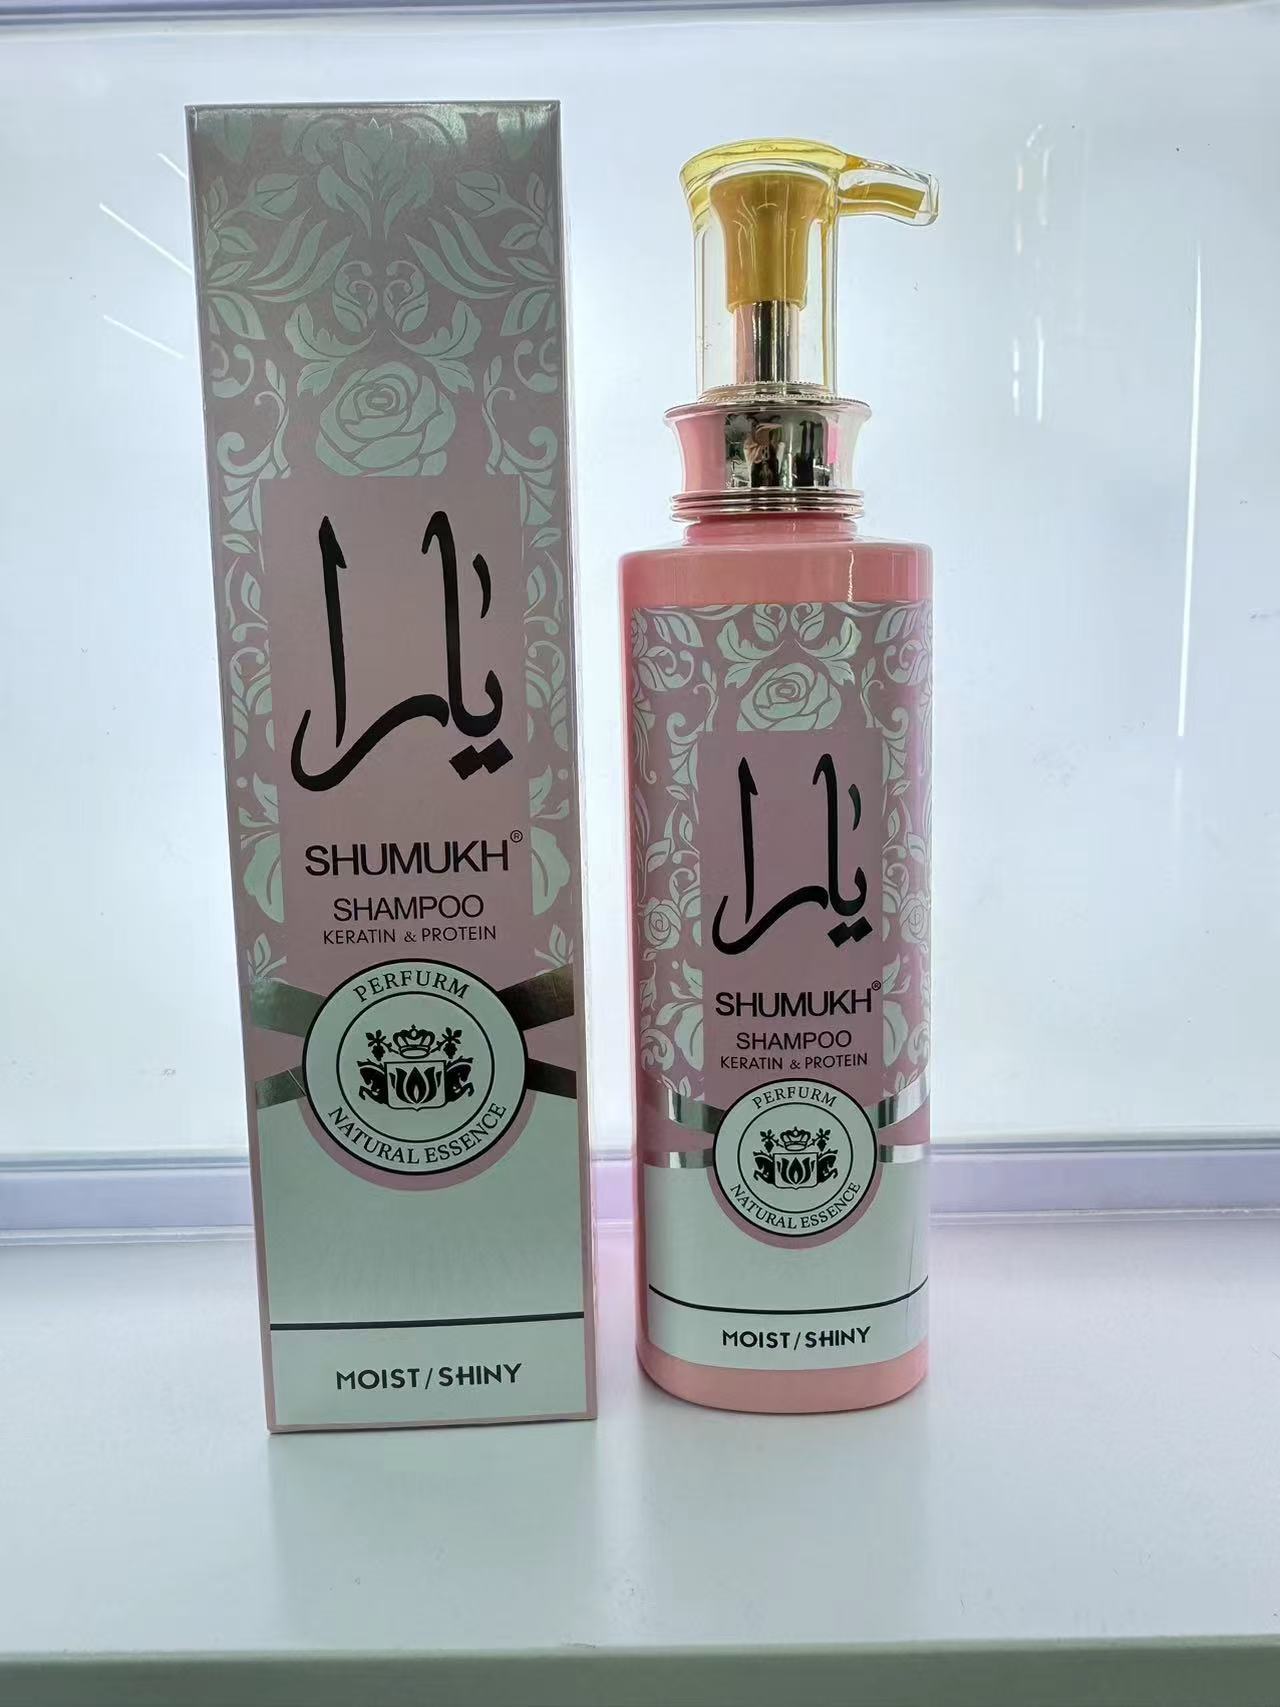 يارا
SHUMUKH®
SHAMPOO
KERATIN & PROTEIN
PERFURM
NATURAL ESSENCE
MOIST/SHINY
يارا
SHUMUKH®
SHAMPOO
KERATIN & PROTEIN
PERFURM
NATURAL ESSENCE
MOIST/SHINY